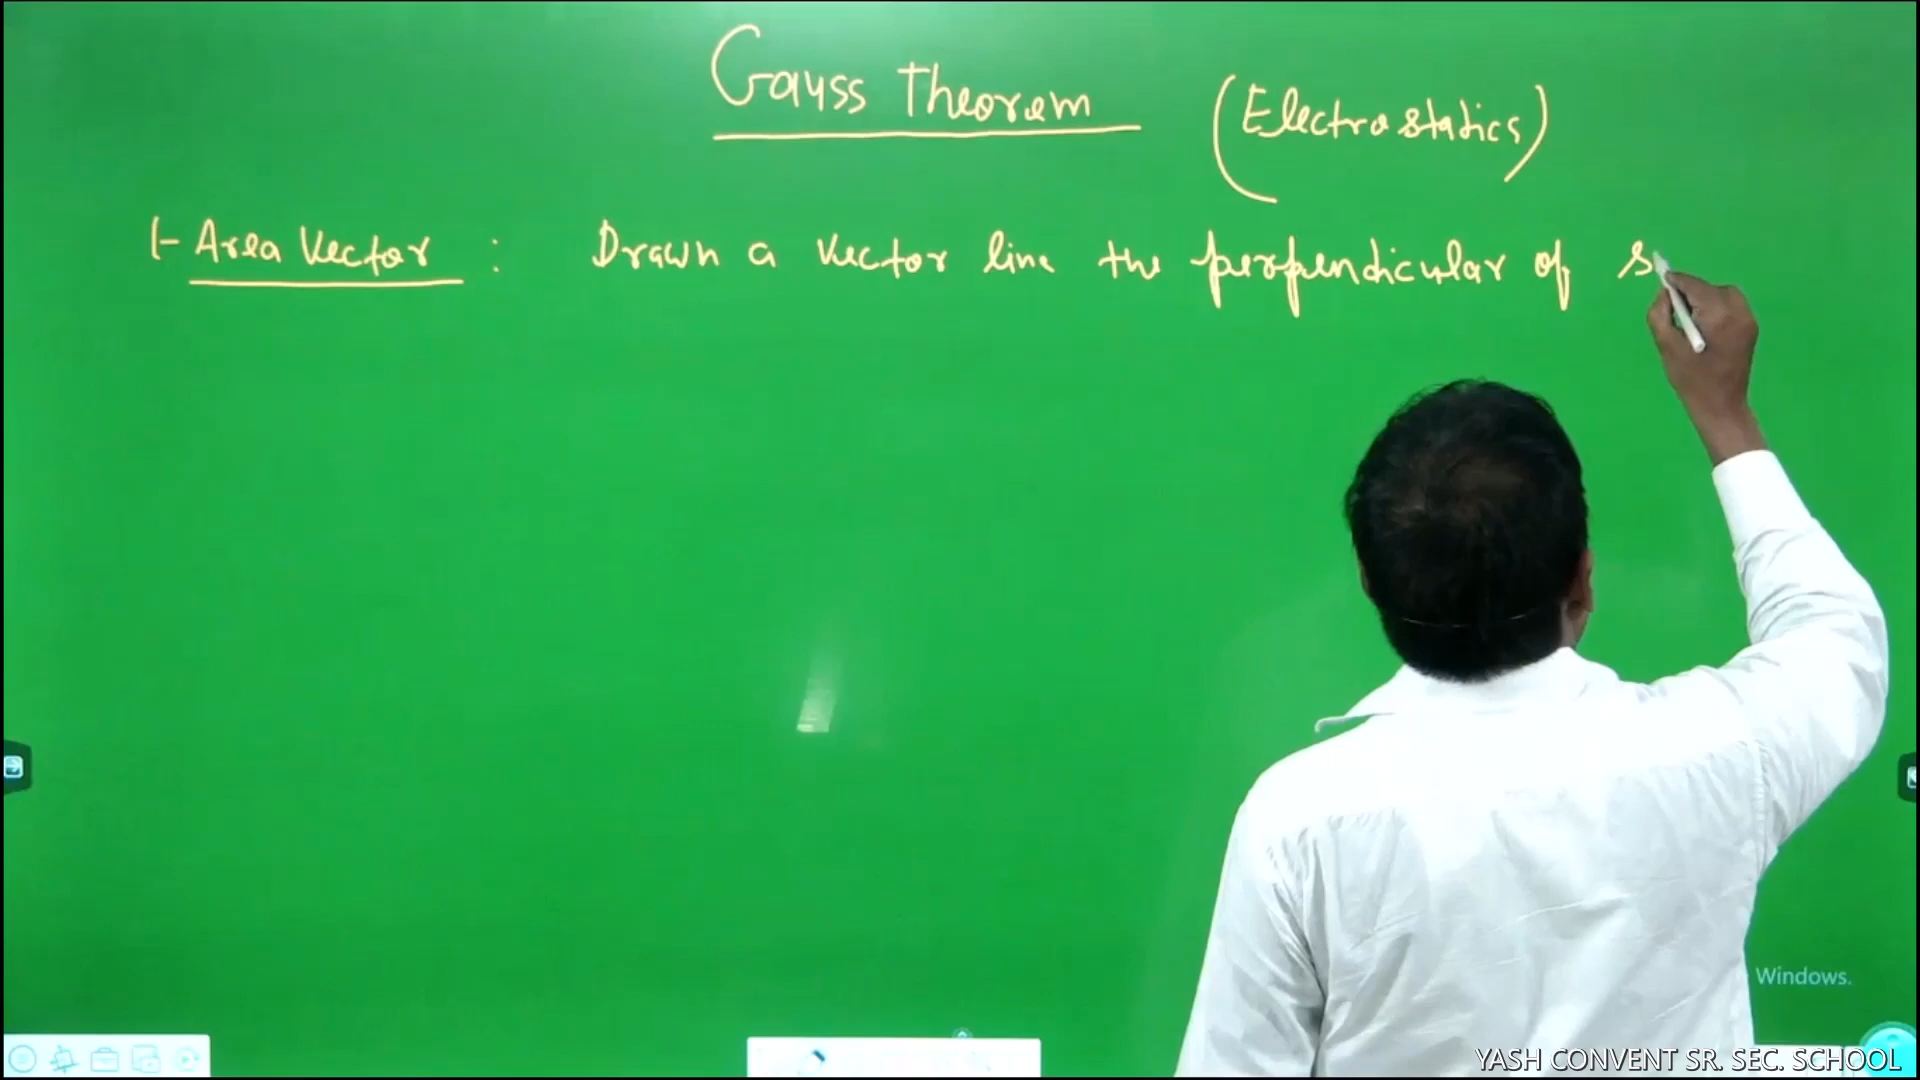 Gauss Theorem (Electrostatics)
1- Area Vector : Drawn a vector line the perpendicular of s
Windows.
YASH CONVENT SR. SEC. SCHOOL